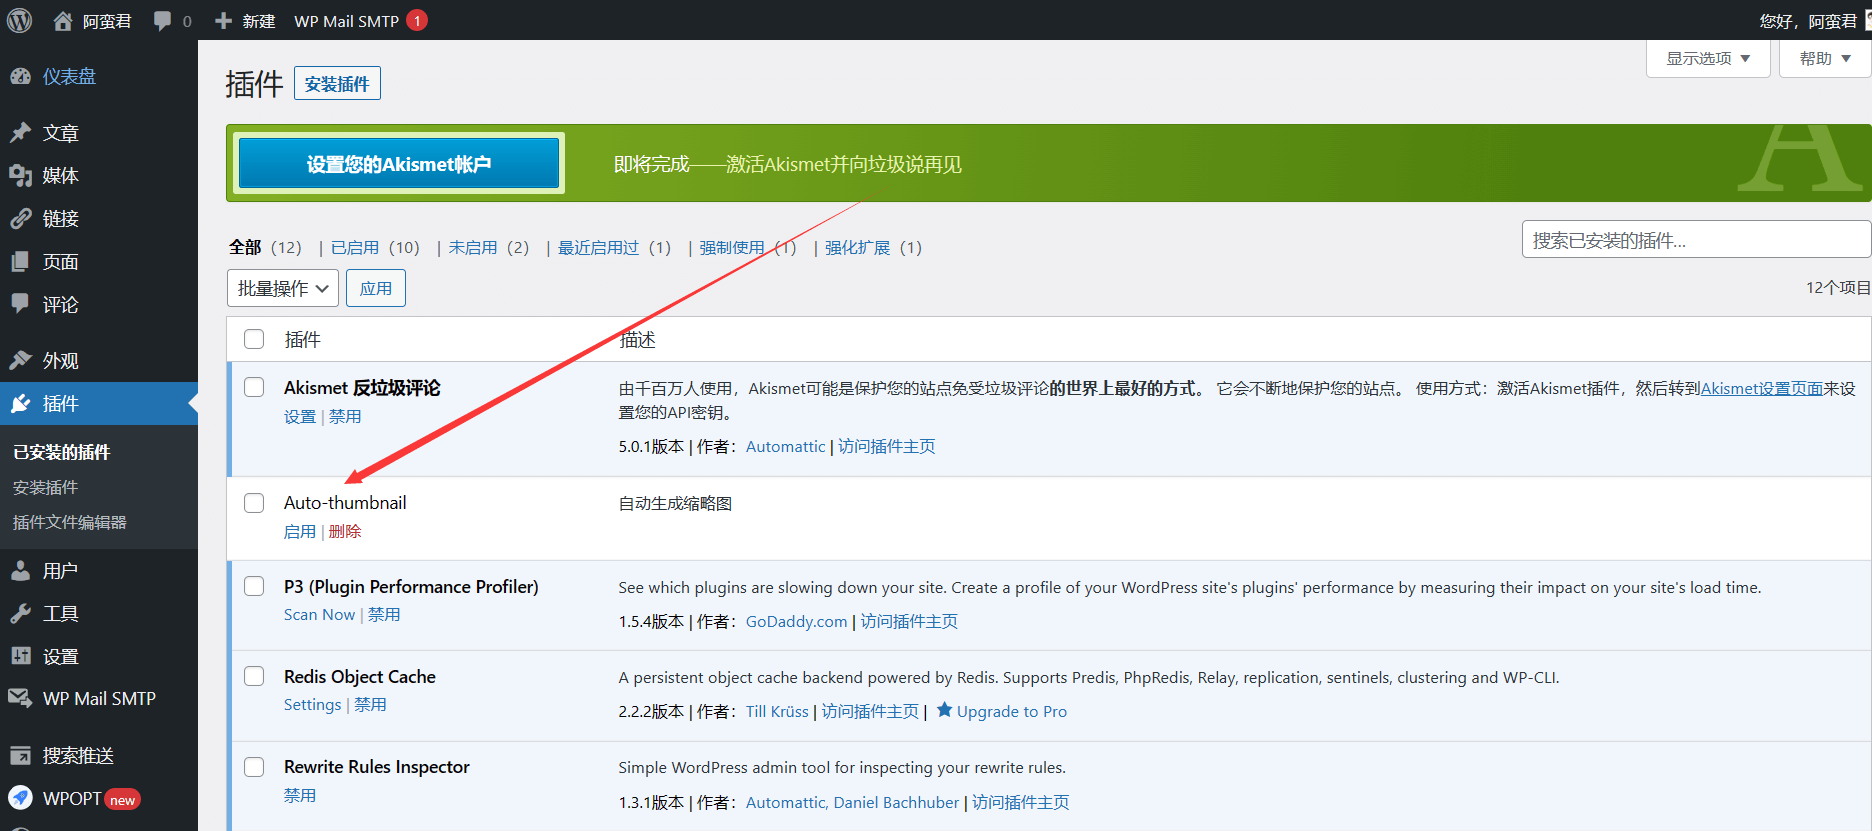 阿蛮君 0 新建 WP Mail SMTP 1 您好，阿蛮君
仪表盘
文章
媒体
链接
页面
评论
外观
插件
已安装的插件
安装插件
插件文件编辑器
用户
工具
设置
WP Mail SMTP
搜索推送
WPOPT new
显示选项 帮助
插件 安装插件
设置您的Akismet帐户 即将完成——激活Akismet并向垃圾说再见
A
全部（12） | 已启用（10） | 未启用（2） | 最近启用过（1） | 强制使用（1） | 强化扩展（1）
搜索已安装的插件...
批量操作 应用
12个项目
插件 描述
Akismet 反垃圾评论
设置 | 禁用
由千百万人使用，Akismet可能是保护您的站点免受垃圾评论的世界上最好的方式。 它会不断地保护您的站点。 使用方式：激活Akismet插件，然后转到Akismet设置页面来设
置您的API密钥。
5.0.1版本 | 作者：Automattic | 访问插件主页
Auto-thumbnail
启用 | 删除
自动生成缩略图
P3 (Plugin Performance Profiler)
Scan Now | 禁用
See which plugins are slowing down your site. Create a profile of your WordPress site's plugins' performance by measuring their impact on your site's load time.
1.5.4版本 | 作者：GoDaddy.com | 访问插件主页
Redis Object Cache
Settings | 禁用
A persistent object cache backend powered by Redis. Supports Predis, PhpRedis, Relay, replication, sentinels, clustering and WP-CLI.
2.2.2版本 | 作者：Till Krüss | 访问插件主页 | Upgrade to Pro
Rewrite Rules Inspector
禁用
Simple WordPress admin tool for inspecting your rewrite rules.
1.3.1版本 | 作者：Automattic, Daniel Bachhuber | 访问插件主页